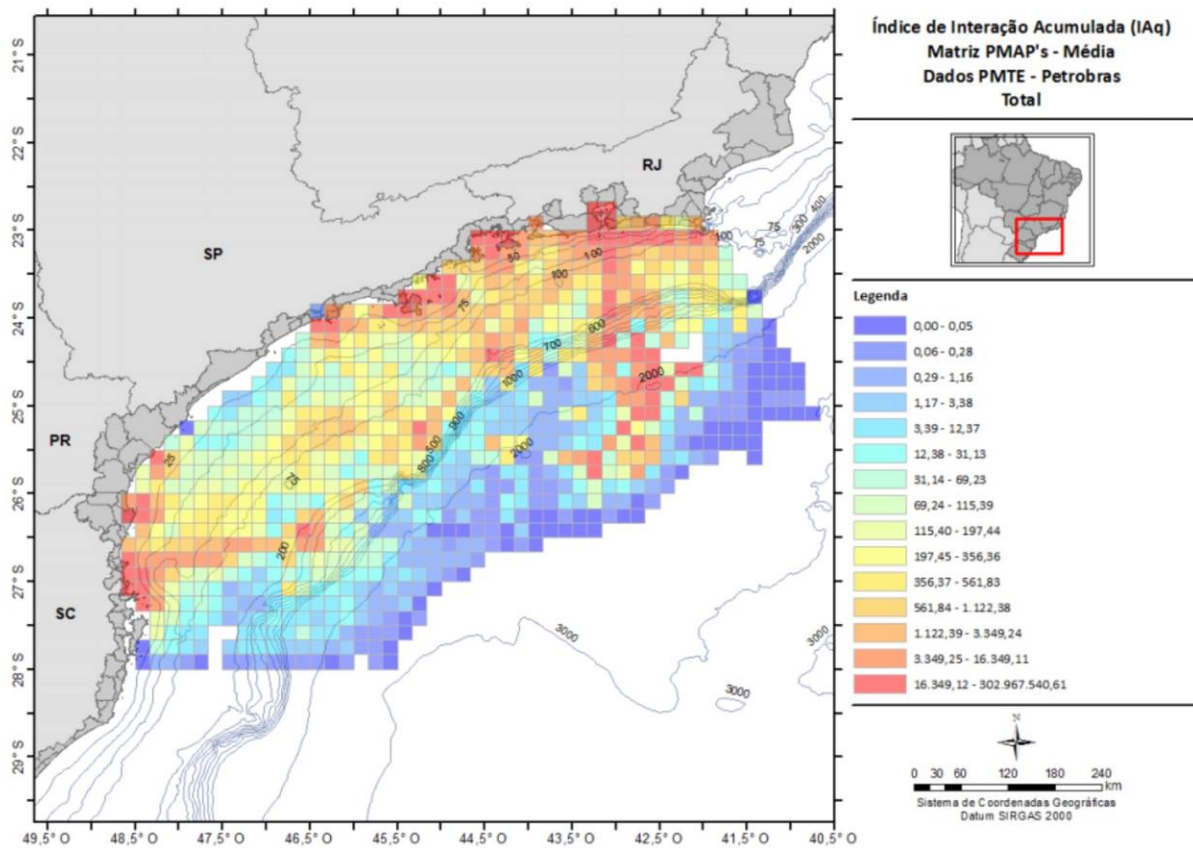 Índice de Interação Acumulada (IAq)
Matriz PMAP's - Média
Dados PMTE - Petrobras
Total
Legenda
0,00 - 0,05
0,06 - 0,28
0,29 - 1,16
1,17 - 3,38
3,39 - 12,37
12,38 - 31,13
31,14 - 69,23
69,24 - 115,39
115,40 - 197,44
197,45 - 356,36
356,37 - 561,83
561,84 - 1.122,38
1.122,39 - 3.349,24
3.349,25 - 16.349,11
16.349,12 - 302.967.540,61
N
0 30 60 120 180 240
km
Sistema de Coordenadas Geográficas
Datum SIRGAS 2000
21°S
22°S
23°S
24°S
25°S
26°S
27°S
28°S
29°S
SP
RJ
PR
SC
75
75
100
300
400
2000
50
100
100
75
700
800
1000
2000
900
500
800
2000
25
75
200
3000
3000
3000
49,5° O
48,5° O
47,5° O
46,5° O
45,5° O
44,5° O
43,5° O
42,5° O
41,5° O
40,5° O